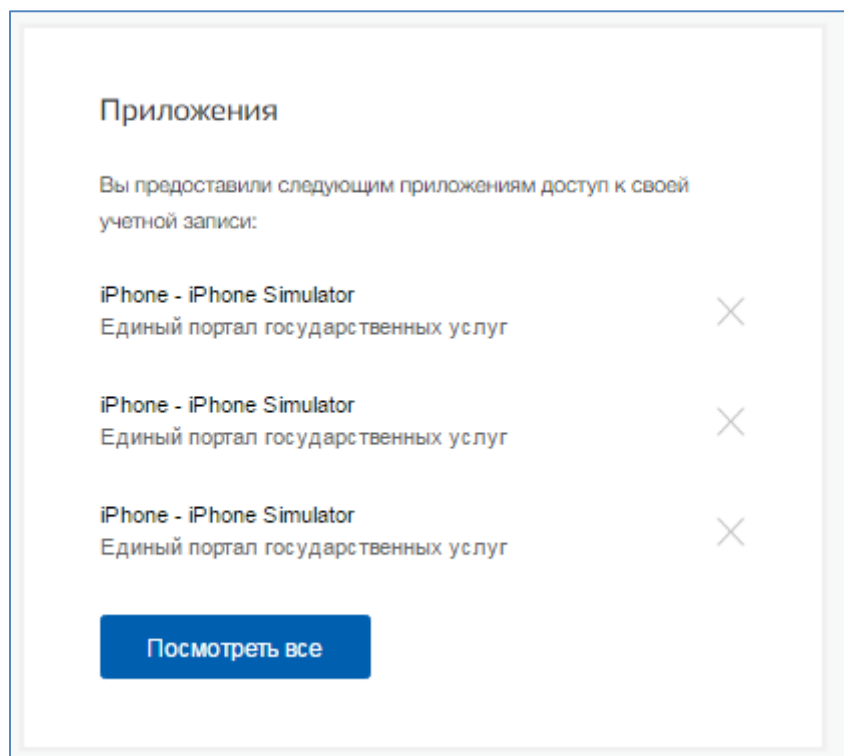 Приложения
Вы предоставили следующим приложениям доступ к своей
учетной записи:
iPhone - iPhone Simulator
Единый портал государственных услуг
iPhone - iPhone Simulator
Единый портал государственных услуг
iPhone - iPhone Simulator
Единый портал государственных услуг
Посмотреть все